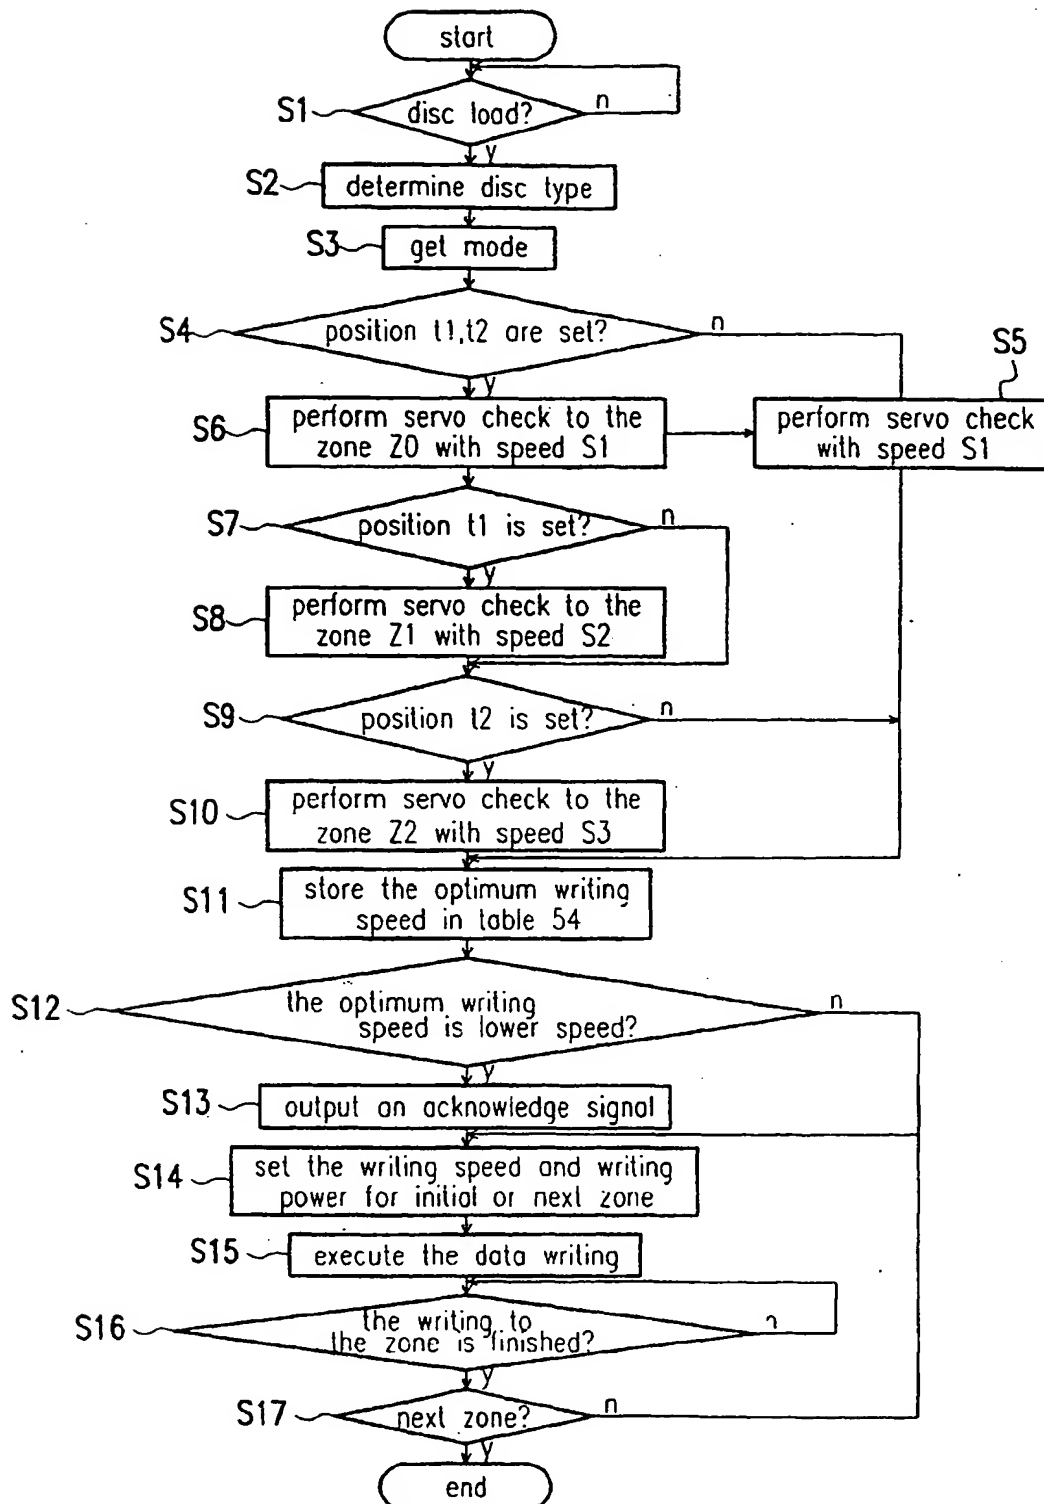 start
S1
disc load?
n
y
S2
determine disc type
S3
get mode
S4
position t1,t2 are set?
n
y
S5
perform servo check
with speed S1
S6
perform servo check to the
zone Z0 with speed S1
S7
position t1 is set?
n
y
S8
perform servo check to the
zone Z1 with speed S2
S9
position t2 is set?
n
y
S10
perform servo check to the
zone Z2 with speed S3
S11
store the optimum writing
speed in table 54
S12
the optimum writing
speed is lower speed?
n
y
S13
output an acknowledge signal
S14
set the writing speed and writing
power for initial or next zone
S15
execute the data writing
S16
the writing to
the zone is finished?
n
y
S17
next zone?
n
y
end